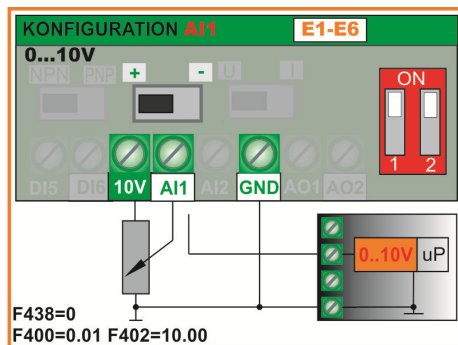 KONFIGURATION AI1 E1-E6
0...10V
NPN PNP + - U I
ON
1 2
DI5 DI6 10V AI1 AI2 GND AO1 AO2
0..10V uP
F438=0
F400=0.01 F402=10.00